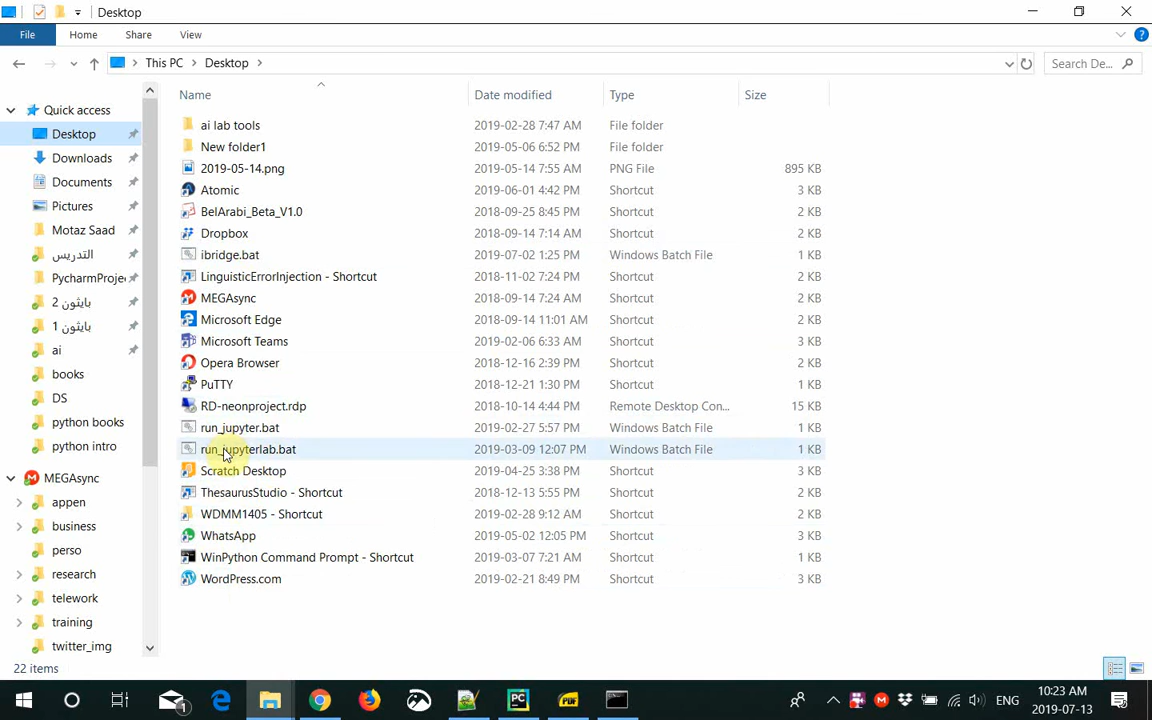 Desktop
File Home Share View
This PC Desktop
Search De...
Name Date modified Type Size
Quick access
Desktop
Downloads
Documents
Pictures
Motaz Saad
التدريس
PycharmProje
بايثون 2
بايثون 1
ai
books
DS
python books
python intro
MEGAsync
appen
business
perso
research
telework
training
twitter_img
ai lab tools 2019-02-28 7:47 AM File folder
New folder1 2019-05-06 6:52 PM File folder
2019-05-14.png 2019-05-14 7:55 AM PNG File 895 KB
Atomic 2019-06-01 4:42 PM Shortcut 3 KB
BelArabi_Beta_V1.0 2018-09-25 8:45 PM Shortcut 2 KB
Dropbox 2018-09-14 7:14 AM Shortcut 2 KB
ibridge.bat 2019-07-02 1:25 PM Windows Batch File 1 KB
LinguisticErrorInjection - Shortcut 2018-11-02 7:24 PM Shortcut 2 KB
MEGAsync 2018-09-14 7:24 AM Shortcut 2 KB
Microsoft Edge 2018-09-14 11:01 AM Shortcut 2 KB
Microsoft Teams 2019-02-06 6:33 AM Shortcut 3 KB
Opera Browser 2018-12-16 2:39 PM Shortcut 2 KB
PuTTY 2018-12-21 1:30 PM Shortcut 1 KB
RD-neonproject.rdp 2018-10-14 4:44 PM Remote Desktop Con... 15 KB
run_jupyter.bat 2019-02-27 5:57 PM Windows Batch File 1 KB
run_jupyterlab.bat 2019-03-09 12:07 PM Windows Batch File 1 KB
Scratch Desktop 2019-04-25 3:38 PM Shortcut 3 KB
ThesaurusStudio - Shortcut 2018-12-13 5:55 PM Shortcut 2 KB
WDMM1405 - Shortcut 2019-02-28 9:12 AM Shortcut 2 KB
WhatsApp 2019-05-02 12:05 PM Shortcut 3 KB
WinPython Command Prompt - Shortcut 2019-03-07 7:21 AM Shortcut 1 KB
WordPress.com 2019-02-21 8:49 PM Shortcut 3 KB
22 items
1
PC
PDF
ENG
10:23 AM
2019-07-13